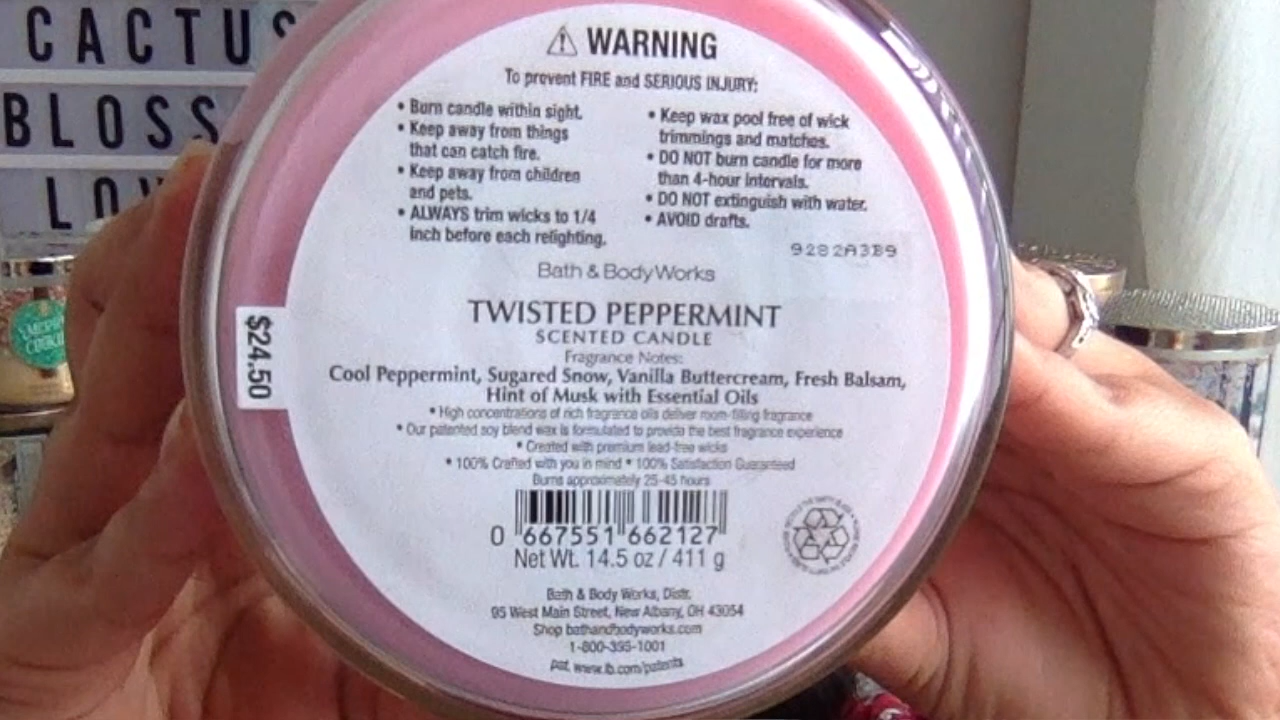 CACTUS
BLOSS
LOV
WARNING
To prevent FIRE and SERIOUS INJURY:
• Burn candle within sight.
• Keep away from things
that can catch fire.
• Keep away from children
and pets.
• ALWAYS trim wicks to 1/4
inch before each relighting.
• Keep wax pool free of wick
trimmings and matches.
• DO NOT burn candle for more
than 4-hour intervals.
• DO NOT extinguish with water.
• AVOID drafts.
9282A3B9
Bath & Body Works
TWISTED PEPPERMINT
SCENTED CANDLE
Fragrance Notes:
Cool Peppermint, Sugared Snow, Vanilla Buttercream, Fresh Balsam,
Hint of Musk with Essential Oils
• High concentrations of rich fragrance oils deliver room-filling fragrance
• Our patented soy blend wax is formulated to provide the best fragrance experience
• Created with premium lead-free wicks
• 100% Crafted with you in mind • 100% Satisfaction Guaranteed
Burns approximately 25-45 hours
0 667551 662127
Net Wt. 14.5 oz / 411 g
Bath & Body Works, Distr.
95 West Main Street, New Albany, OH 43054
Shop bathandbodyworks.com
1-800-395-1001
pat. www.lb.com/patents
$24.50